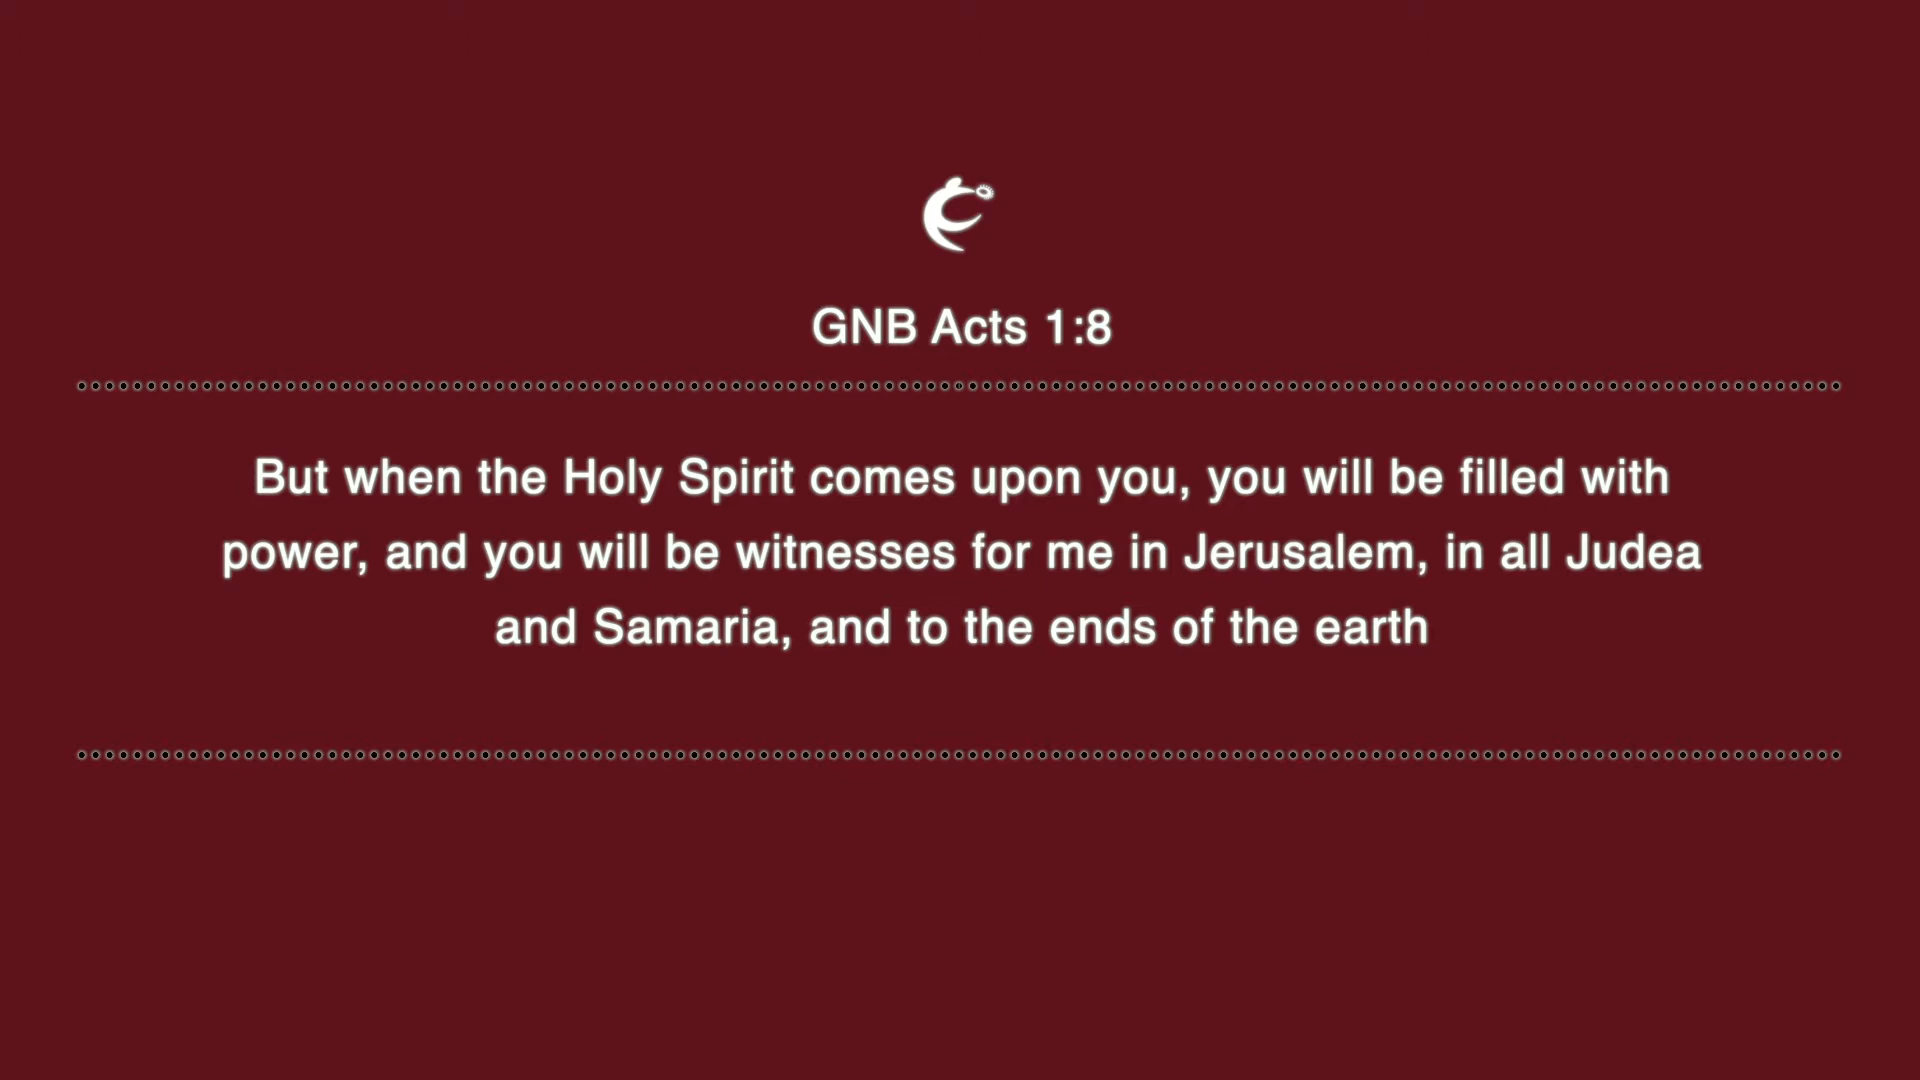 GNB Acts 1:8
But when the Holy Spirit comes upon you, you will be filled with
power, and you will be witnesses for me in Jerusalem, in all Judea
and Samaria, and to the ends of the earth